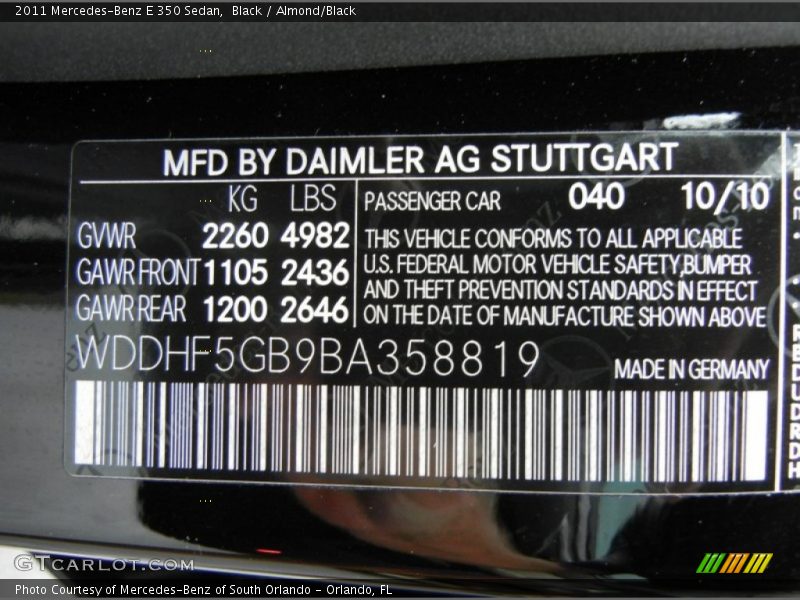 2011 Mercedes-Benz E 350 Sedan, Black / Almond/Black
MFD BY DAIMLER AG STUTTGART
KG LBS
GVWR 2260 4982
GAWR FRONT 1105 2436
GAWR REAR 1200 2646
PASSENGER CAR 040 10/10
THIS VEHICLE CONFORMS TO ALL APPLICABLE
U.S. FEDERAL MOTOR VEHICLE SAFETY,BUMPER
AND THEFT PREVENTION STANDARDS IN EFFECT
ON THE DATE OF MANUFACTURE SHOWN ABOVE
WDDHF5GB9BA358819
MADE IN GERMANY
GTCARLOT.COM
Photo Courtesy of Mercedes-Benz of South Orlando - Orlando, FL